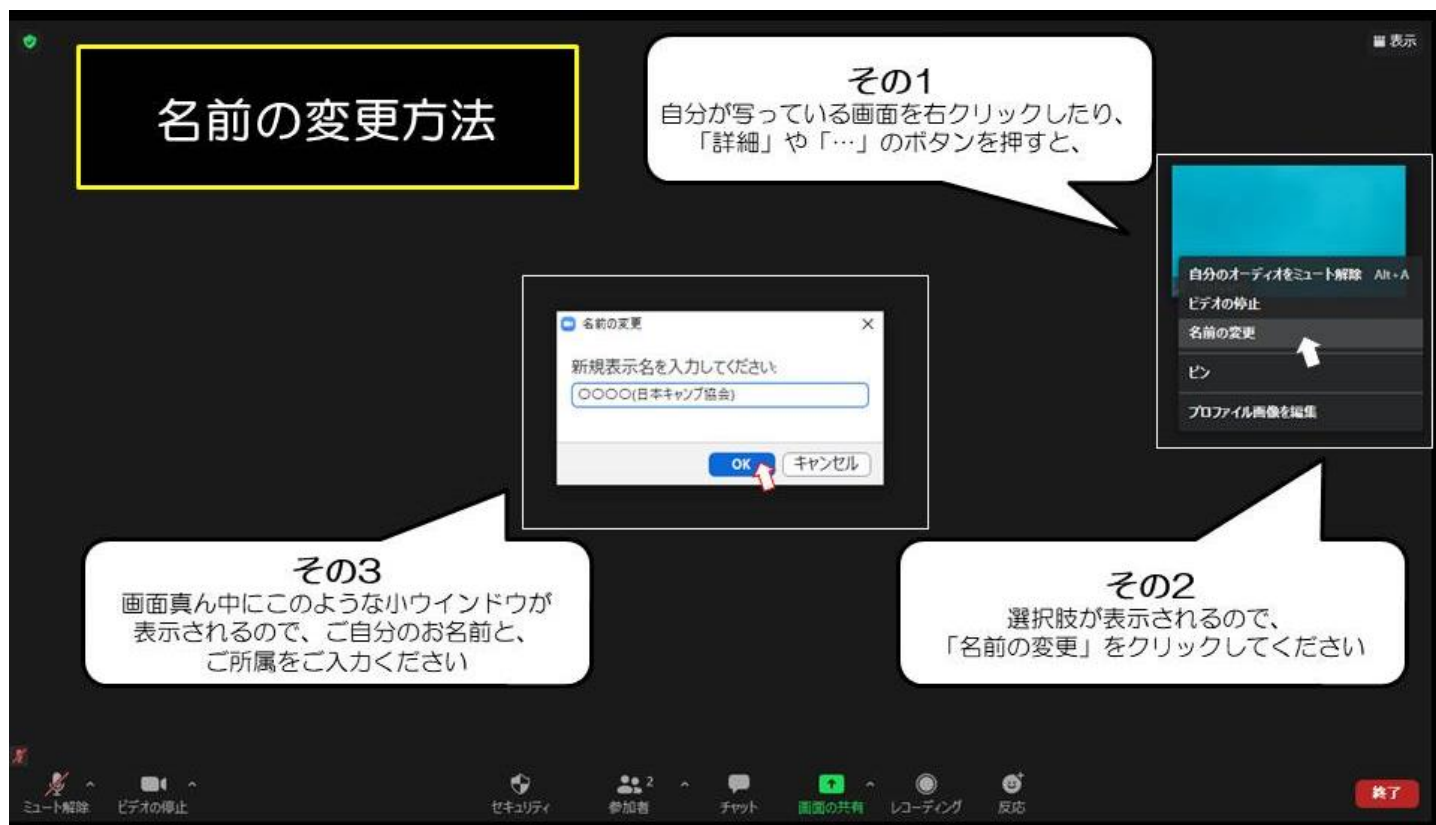 表示
名前の変更方法
その1
自分が写っている画面を右クリックしたり、
「詳細」や「…」のボタンを押すと、
自分のオーディオをミュート解除 Alt+A
ビデオの停止
名前の変更
ピン
プロファイル画像を編集
名前の変更
新規表示名を入力してください:
〇〇〇〇(日本キャンプ協会)
OK
キャンセル
その2
選択肢が表示されるので、
「名前の変更」をクリックしてください
その3
画面真ん中にこのような小ウインドウが
表示されるので、ご自分のお名前と、
ご所属をご入力ください
ミュート解除
ビデオの停止
セキュリティ
参加者 2
チャット
画面の共有
レコーディング
反応
終了